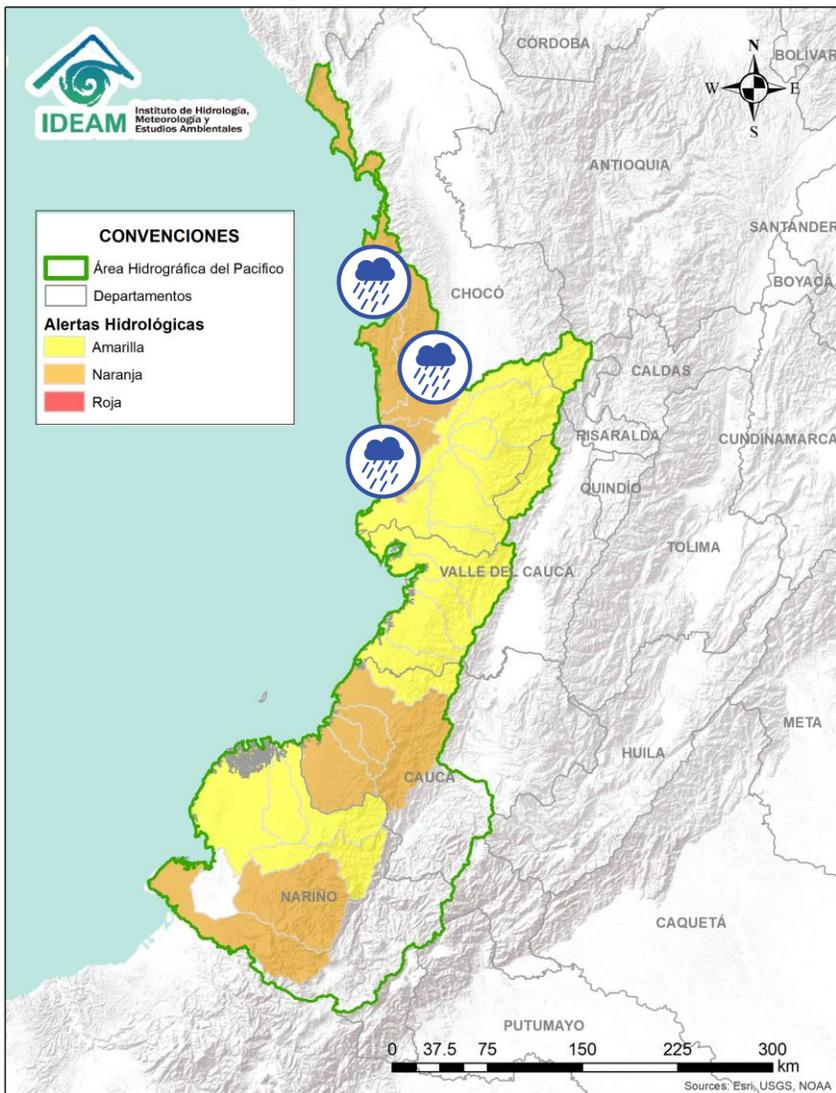 IDEAM
Instituto de Hidrología,
Meteorología y
Estudios Ambientales
CÓRDOBA
BOLÍVAR
N
W
E
S
ANTIOQUIA
SANTANDER
BOYACÁ
CONVENCIONES
Área Hidrográfica del Pacifico
Departamentos
Alertas Hidrológicas
Amarilla
Naranja
Roja
CHOCÓ
CALDAS
RISARALDA
CUNDINAMARCA
QUINDÍO
TOLIMA
VALLE DEL CAUCA
META
HUILA
CAUCA
NARIÑO
CAQUETÁ
PUTUMAYO
0 37.5 75 150 225 300
km
Sources: Esri, USGS, NOAA